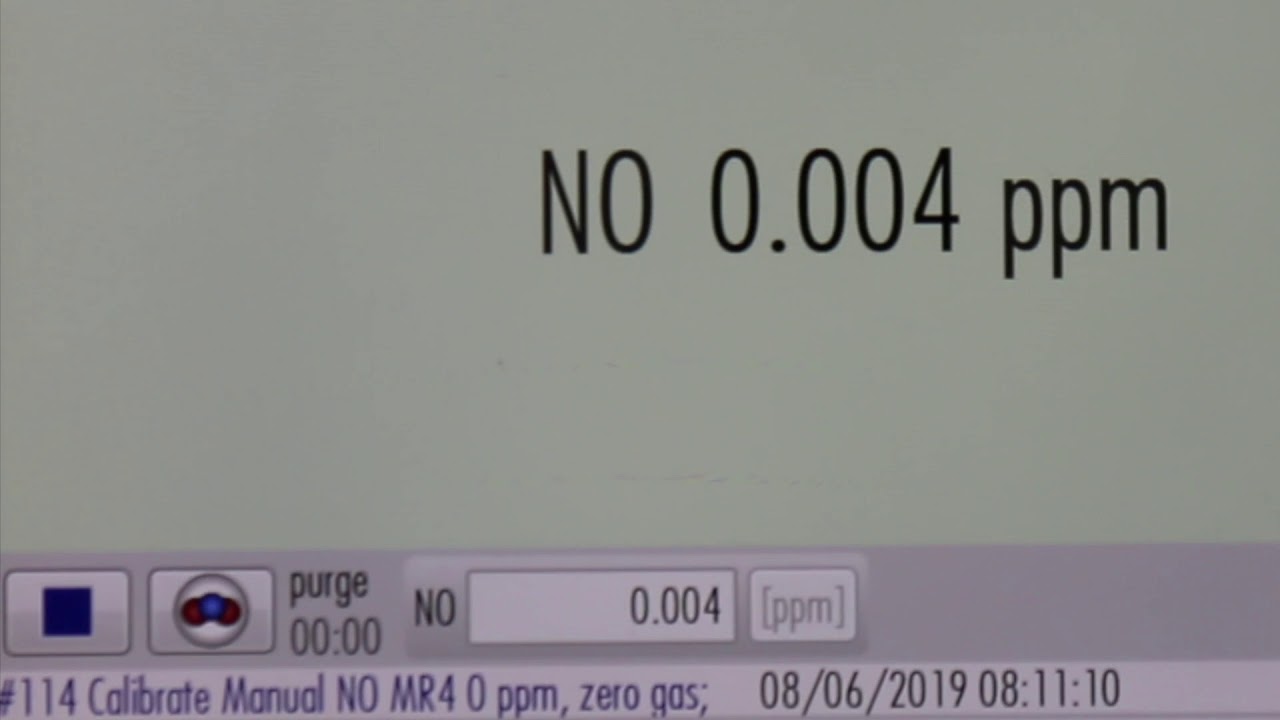 NO 0.004 ppm
purge
00:00
NO 0.004 [ppm]
#114 Calibrate Manual NO MR4 0 ppm, zero gas; 08/06/2019 08:11:10